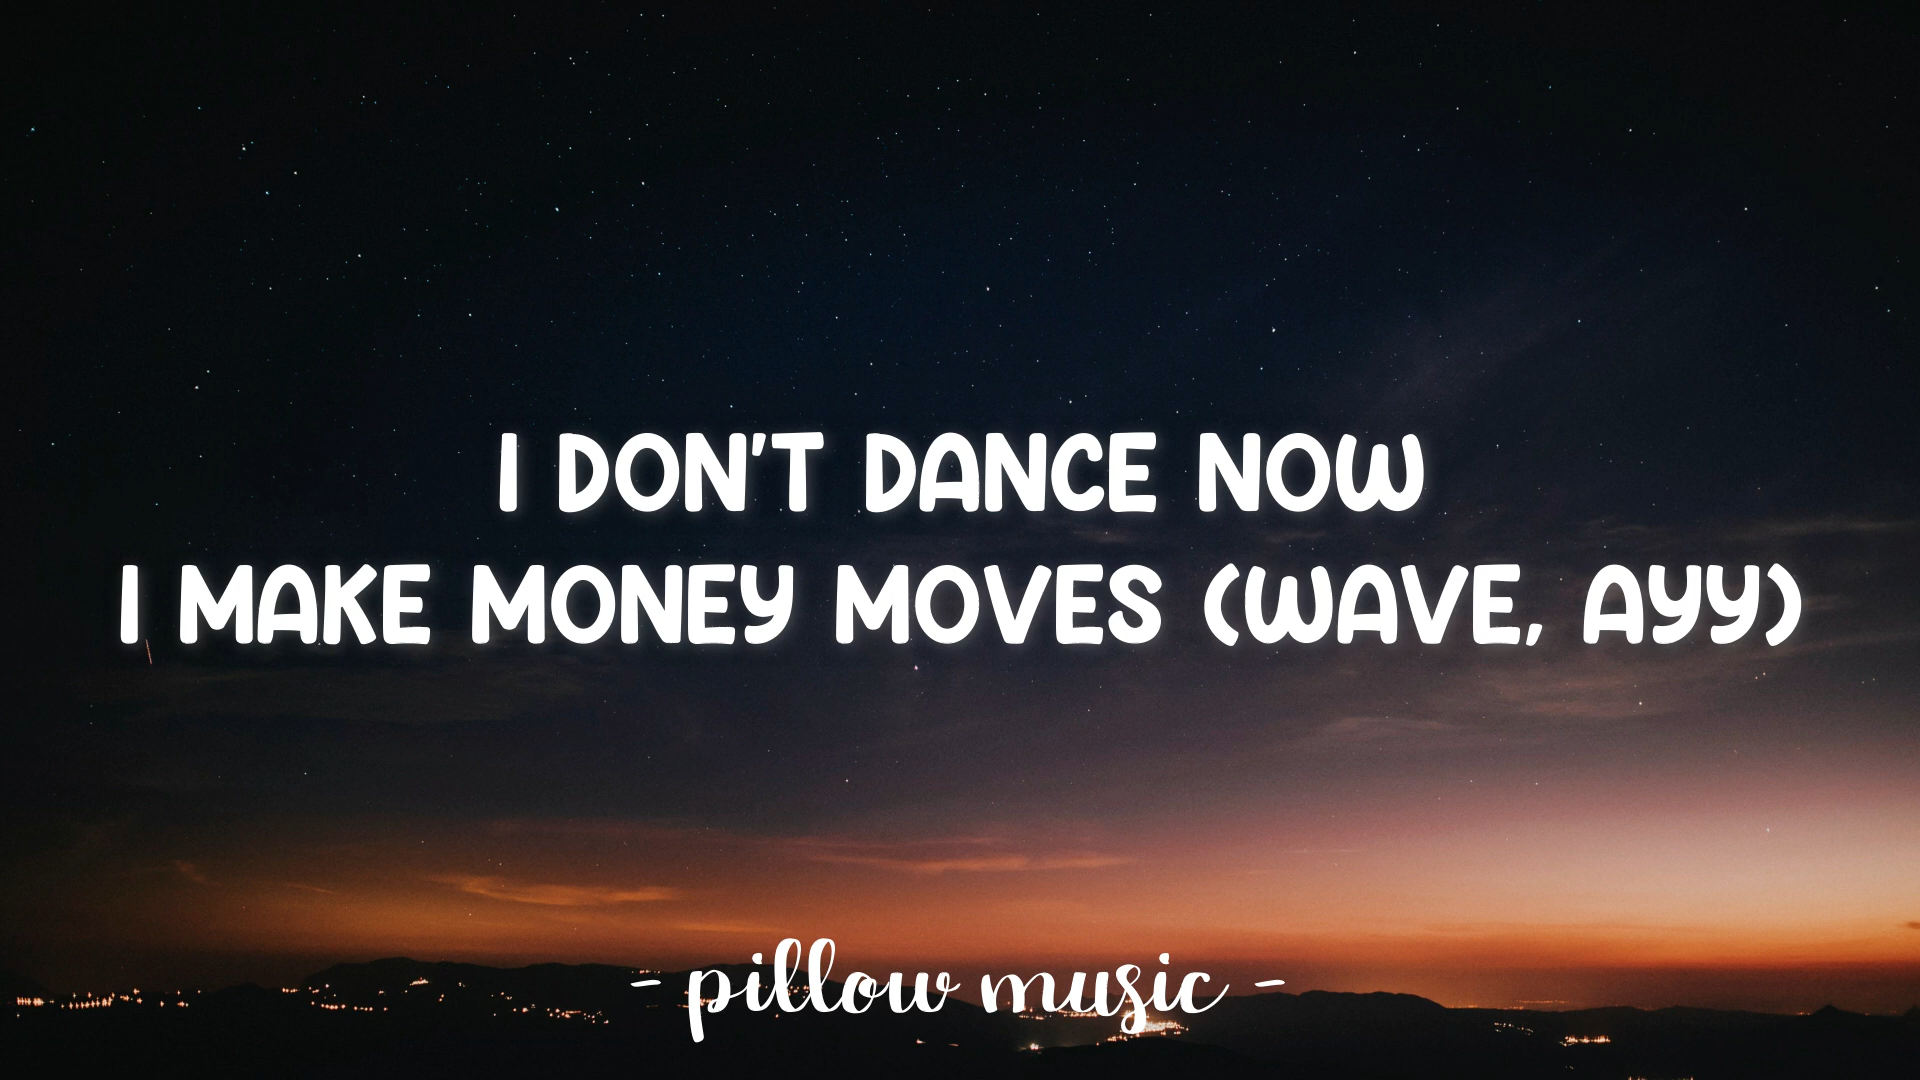 I DON'T DANCE NOW
I MAKE MONEY MOVES (WAVE, AYY)
- pillow music -